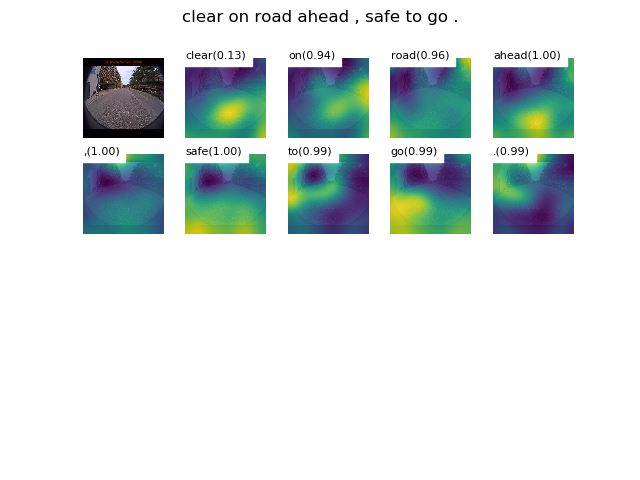 clear on road ahead , safe to go .
clear(0.13) on(0.94) road(0.96) ahead(1.00)
,(1.00) safe(1.00) to(0.99) go(0.99) .(0.99)